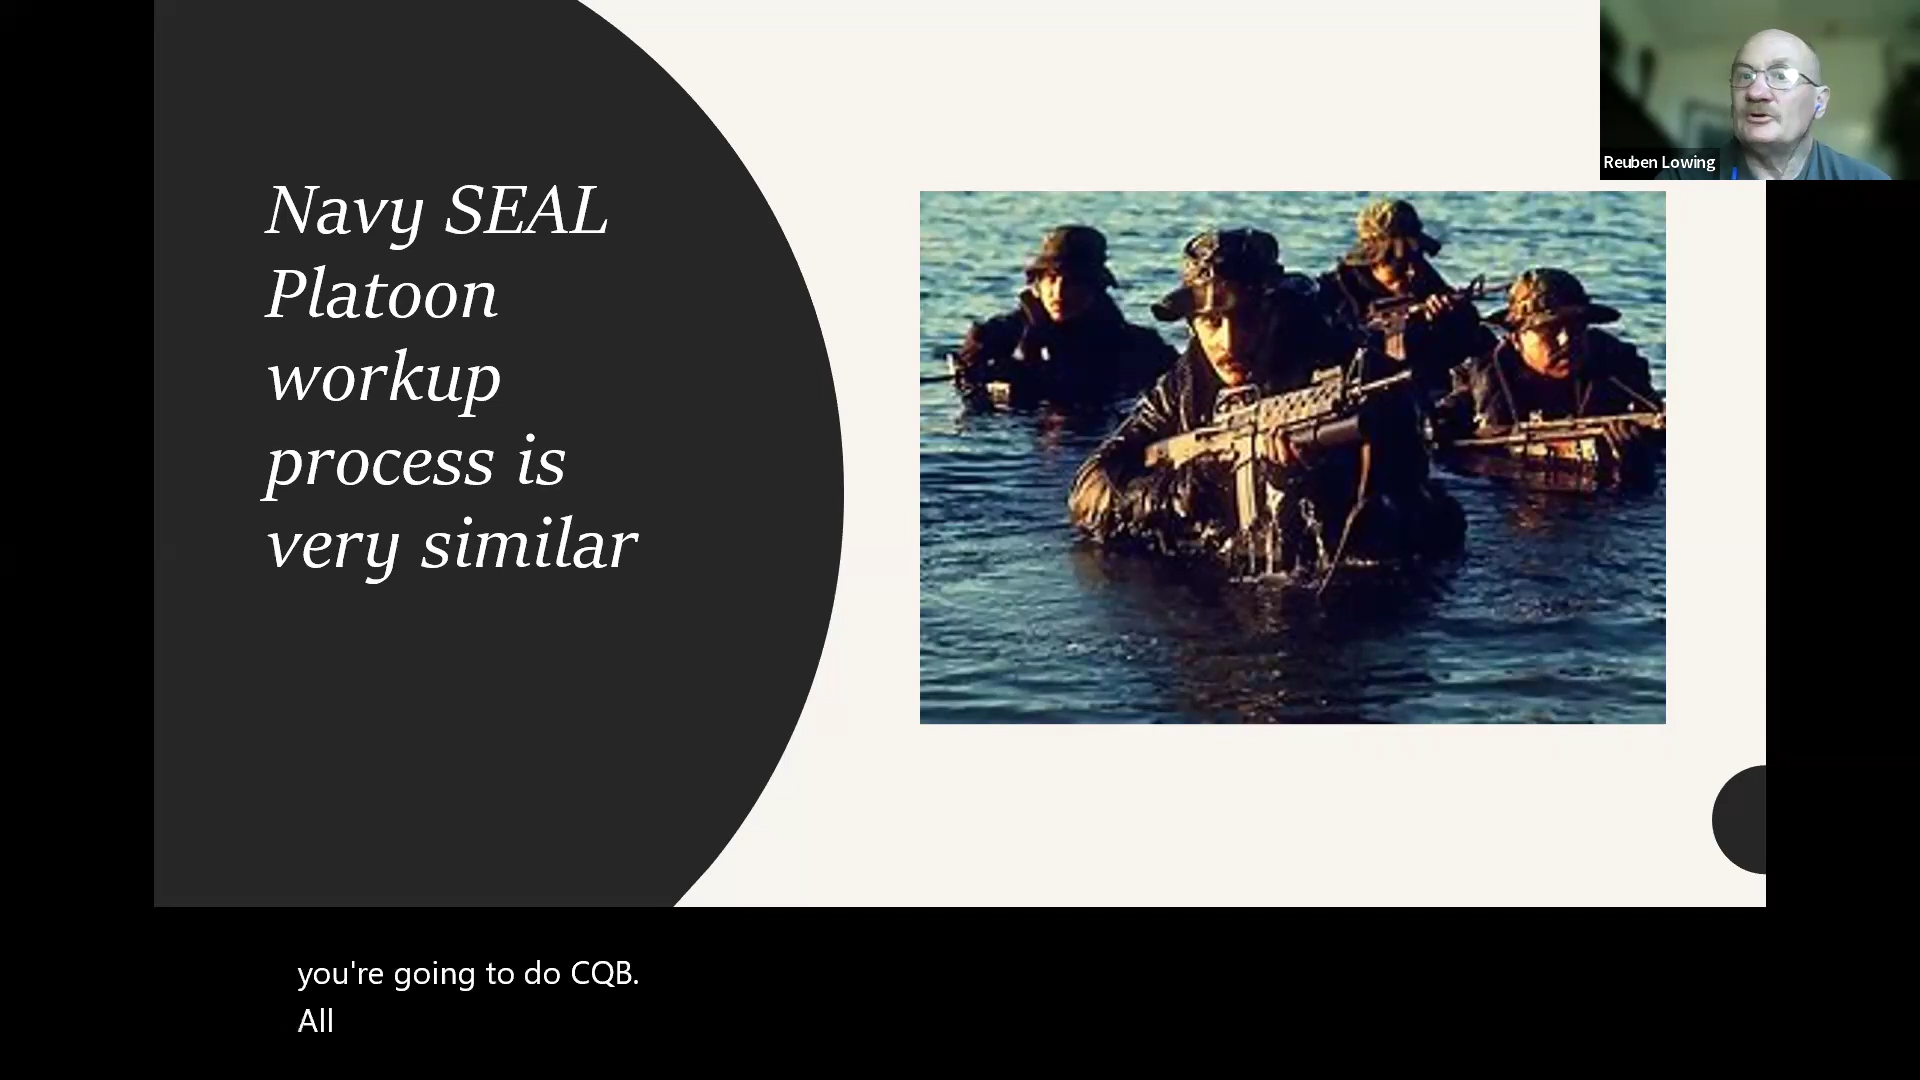 Navy SEAL
Platoon
workup
process is
very similar
Reuben Lowing
you're going to do CQB.
All